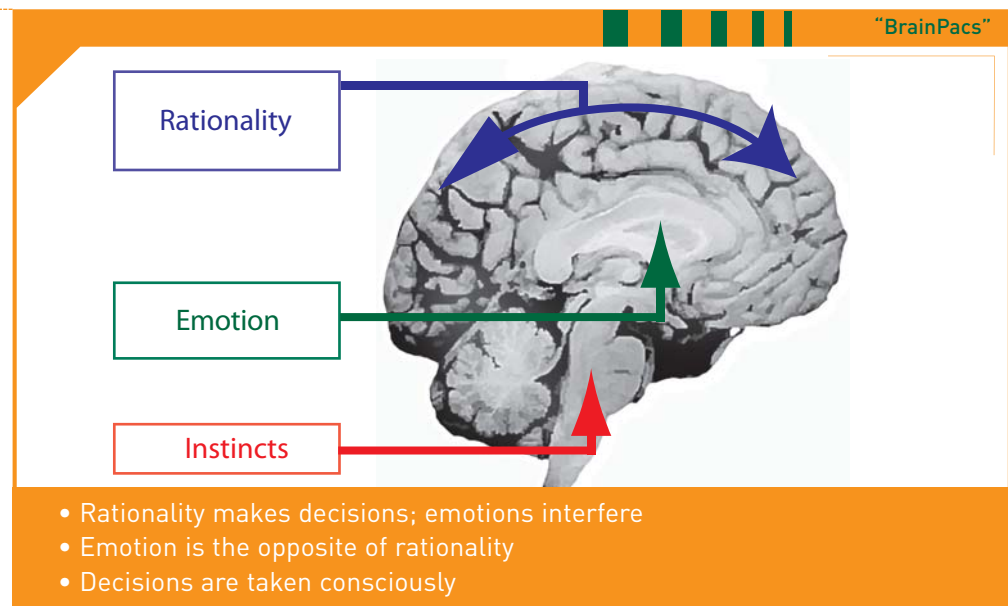 “BrainPacs”
Rationality
Emotion
Instincts
• Rationality makes decisions; emotions interfere
• Emotion is the opposite of rationality
• Decisions are taken consciously